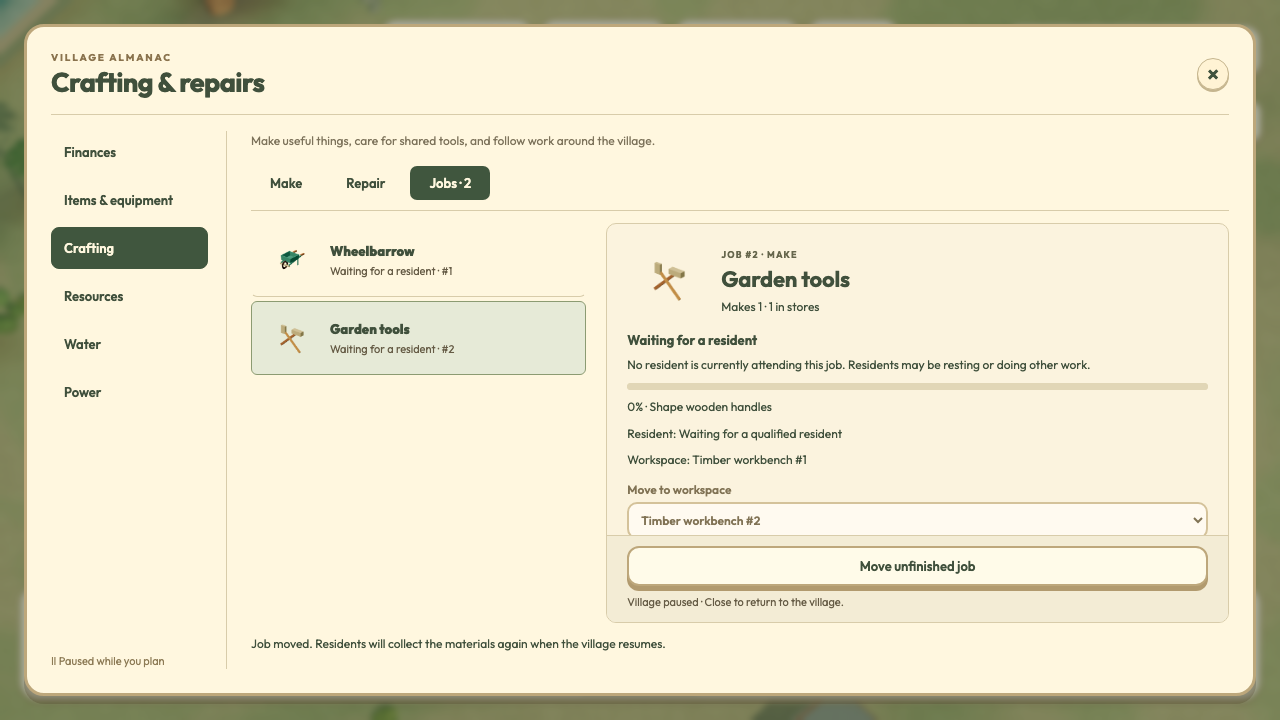 VILLAGE ALMANAC
Crafting & repairs
Finances
Items & equipment
Crafting
Resources
Water
Power
II Paused while you plan
Make useful things, care for shared tools, and follow work around the village.
Make
Repair
Jobs · 2
Wheelbarrow
Waiting for a resident · #1
Garden tools
Waiting for a resident · #2
JOB #2 · MAKE
Garden tools
Makes 1 · 1 in stores
Waiting for a resident
No resident is currently attending this job. Residents may be resting or doing other work.
0% · Shape wooden handles
Resident: Waiting for a qualified resident
Workspace: Timber workbench #1
Move to workspace
Timber workbench #2
Move unfinished job
Village paused · Close to return to the village.
Job moved. Residents will collect the materials again when the village resumes.